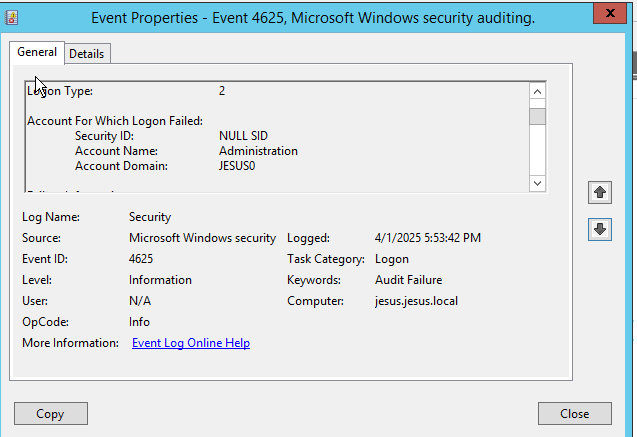 Event Properties - Event 4625, Microsoft Windows security auditing.
x
General Details
Logon Type: 2
Account For Which Logon Failed:
Security ID: NULL SID
Account Name: Administration
Account Domain: JESUS0
Log Name: Security
Source: Microsoft Windows security Logged: 4/1/2025 5:53:42 PM
Event ID: 4625 Task Category: Logon
Level: Information Keywords: Audit Failure
User: N/A Computer: jesus.jesus.local
OpCode: Info
More Information: Event Log Online Help
Copy Close